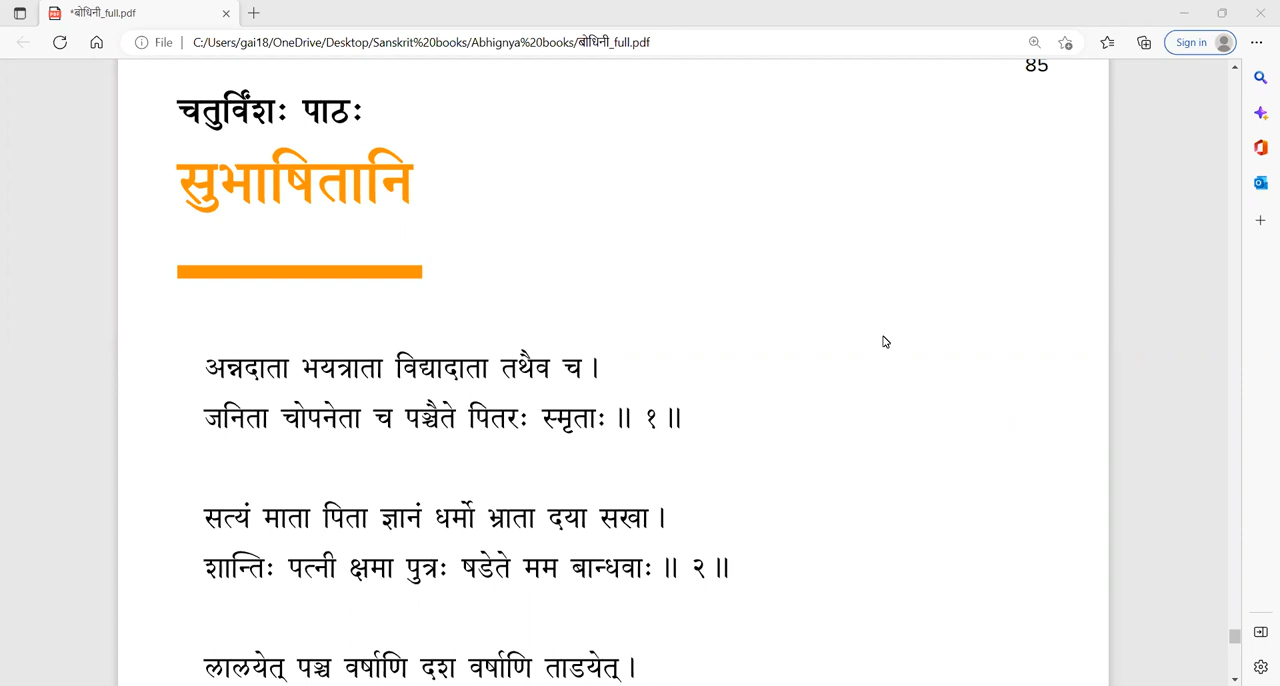 *बोधिनी_full.pdf
File
C:/Users/gai18/OneDrive/Desktop/Sanskrit%20books/Abhignya%20books/बोधिनी_full.pdf
Sign in
85
चतुर्विंशः पाठः
सुभाषितानि
अन्नदाता भयत्राता विद्यादाता तथैव च ।
जनिता चोपनेता च पञ्चैते पितरः स्मृताः ॥ १ ॥
सत्यं माता पिता ज्ञानं धर्मो भ्राता दया सखा ।
शान्तिः पत्नी क्षमा पुत्रः षडेते मम बान्धवाः ॥ २ ॥
लालयेत् पञ्च वर्षाणि दश वर्षाणि ताडयेत् ।